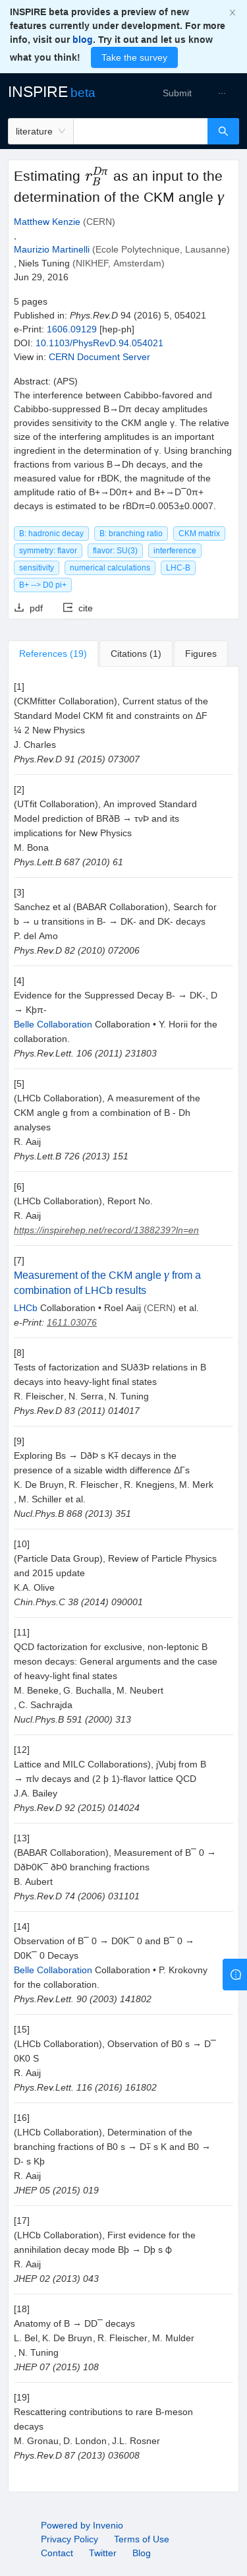 INSPIRE beta provides a preview of new
features currently under development. For more
info, visit our blog. Try it out and let us know
what you think! Take the survey
INSPIRE beta
Submit ...
literature
Estimating r_B^{Dπ} as an input to the
determination of the CKM angle γ
Matthew Kenzie (CERN)
,
Maurizio Martinelli (Ecole Polytechnique, Lausanne)
, Niels Tuning (NIKHEF, Amsterdam)
Jun 29, 2016
5 pages
Published in: Phys.Rev.D 94 (2016) 5, 054021
e-Print: 1606.09129 [hep-ph]
DOI: 10.1103/PhysRevD.94.054021
View in: CERN Document Server
Abstract: (APS)
The interference between Cabibbo-favored and
Cabibbo-suppressed B→Dπ decay amplitudes
provides sensitivity to the CKM angle γ. The relative
size of the interfering amplitudes is an important
ingredient in the determination of γ. Using branching
fractions from various B→Dh decays, and the
measured value for rBDK, the magnitude of the
amplitude ratio of B+→D0π+ and B+→D¯0π+
decays is estimated to be rBDπ=0.0053±0.0007.
B: hadronic decay
B: branching ratio
CKM matrix
symmetry: flavor
flavor: SU(3)
interference
sensitivity
numerical calculations
LHC-B
B+ --> D0 pi+
pdf cite
References (19) Citations (1) Figures
[1]
(CKMfitter Collaboration), Current status of the
Standard Model CKM fit and constraints on ΔF
¼ 2 New Physics
J. Charles
Phys.Rev.D 91 (2015) 073007
[2]
(UTfit Collaboration), An improved Standard
Model prediction of BRðB → τνÞ and its
implications for New Physics
M. Bona
Phys.Lett.B 687 (2010) 61
[3]
Sanchez et al (BABAR Collaboration), Search for
b → u transitions in B- → DK- and DK- decays
P. del Amo
Phys.Rev.D 82 (2010) 072006
[4]
Evidence for the Suppressed Decay B- → DK-, D
→ Kþπ-
Belle Collaboration Collaboration • Y. Horii for the
collaboration.
Phys.Rev.Lett. 106 (2011) 231803
[5]
(LHCb Collaboration), A measurement of the
CKM angle g from a combination of B - Dh
analyses
R. Aaij
Phys.Lett.B 726 (2013) 151
[6]
(LHCb Collaboration), Report No.
R. Aaij
https://inspirehep.net/record/1388239?ln=en
[7]
Measurement of the CKM angle γ from a
combination of LHCb results
LHCb Collaboration • Roel Aaij (CERN) et al.
e-Print: 1611.03076
[8]
Tests of factorization and SUð3Þ relations in B
decays into heavy-light final states
R. Fleischer, N. Serra, N. Tuning
Phys.Rev.D 83 (2011) 014017
[9]
Exploring Bs → DðÞ s K∓ decays in the
presence of a sizable width difference ΔΓs
K. De Bruyn, R. Fleischer, R. Knegjens, M. Merk
, M. Schiller et al.
Nucl.Phys.B 868 (2013) 351
[10]
(Particle Data Group), Review of Particle Physics
and 2015 update
K.A. Olive
Chin.Phys.C 38 (2014) 090001
[11]
QCD factorization for exclusive, non-leptonic B
meson decays: General arguments and the case
of heavy-light final states
M. Beneke, G. Buchalla, M. Neubert
, C. Sachrajda
Nucl.Phys.B 591 (2000) 313
[12]
Lattice and MILC Collaborations), jVubj from B
→ πlν decays and (2 þ 1)-flavor lattice QCD
J.A. Bailey
Phys.Rev.D 92 (2015) 014024
[13]
(BABAR Collaboration), Measurement of B¯ 0 →
DðÞ0K¯ ðÞ0 branching fractions
B. Aubert
Phys.Rev.D 74 (2006) 031101
[14]
Observation of B¯ 0 → D0K¯ 0 and B¯ 0 →
D0K¯ 0 Decays
Belle Collaboration Collaboration • P. Krokovny
for the collaboration.
Phys.Rev.Lett. 90 (2003) 141802
[15]
(LHCb Collaboration), Observation of B0 s → D¯
0K0 S
R. Aaij
Phys.Rev.Lett. 116 (2016) 161802
[16]
(LHCb Collaboration), Determination of the
branching fractions of B0 s → D∓ s K and B0 →
D- s Kþ
R. Aaij
JHEP 05 (2015) 019
[17]
(LHCb Collaboration), First evidence for the
annihilation decay mode Bþ → Dþ s ϕ
R. Aaij
JHEP 02 (2013) 043
[18]
Anatomy of B → DD¯ decays
L. Bel, K. De Bruyn, R. Fleischer, M. Mulder
, N. Tuning
JHEP 07 (2015) 108
[19]
Rescattering contributions to rare B-meson
decays
M. Gronau, D. London, J.L. Rosner
Phys.Rev.D 87 (2013) 036008
Powered by Invenio
Privacy Policy Terms of Use
Contact Twitter Blog